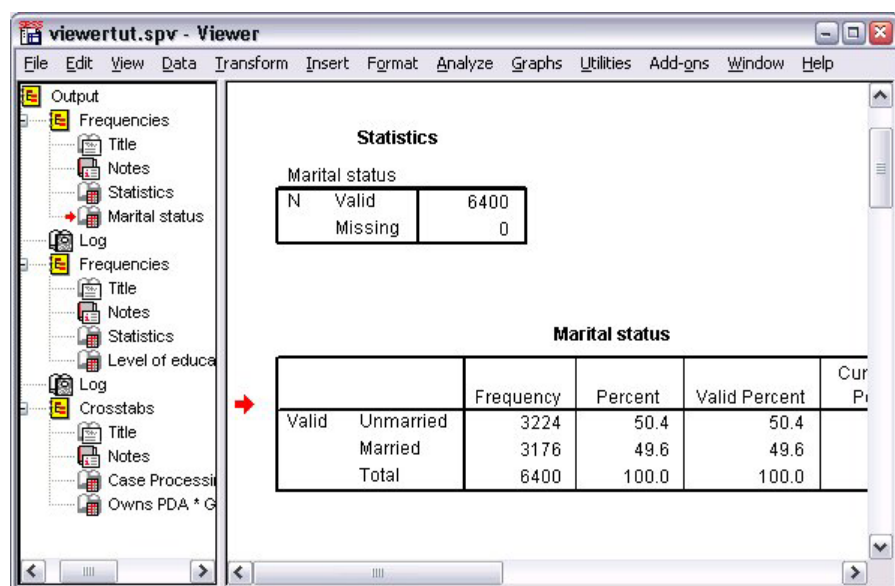 viewertut.spv - Viewer
File Edit View Data Transform Insert Format Analyze Graphs Utilities Add-ons Window Help
Output
Frequencies
Title
Notes
Statistics
Marital status
Log
Frequencies
Title
Notes
Statistics
Level of educa
Log
Crosstabs
Title
Notes
Case Processi
Owns PDA * G
Statistics
Marital status
N Valid 6400
Missing 0
Marital status
Frequency Percent Valid Percent Cur
P
Valid Unmarried 3224 50.4 50.4
Married 3176 49.6 49.6
Total 6400 100.0 100.0